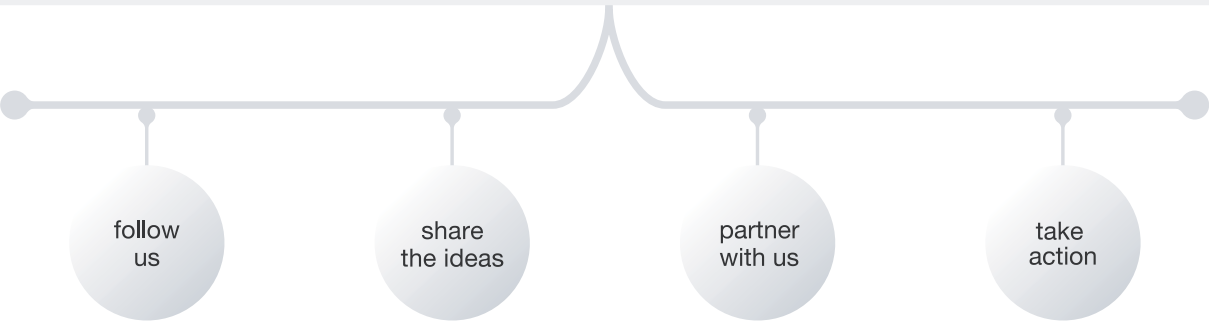 follow
us
share
the ideas
partner
with us
take
action